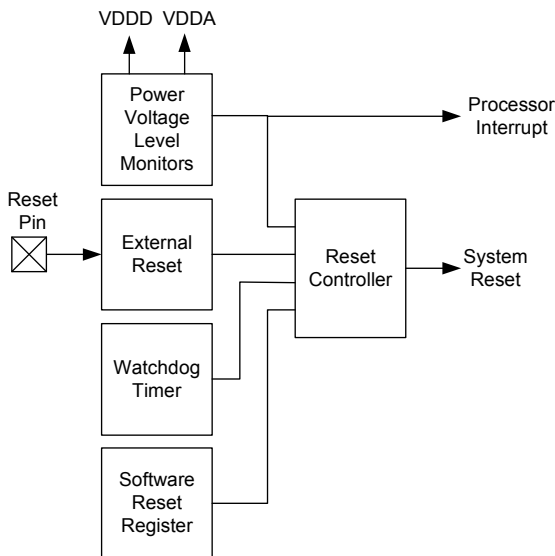 VDDD VDDA
Power
Voltage
Level
Monitors
Processor
Interrupt
Reset
Pin
External
Reset
Reset
Controller
System
Reset
Watchdog
Timer
Software
Reset
Register